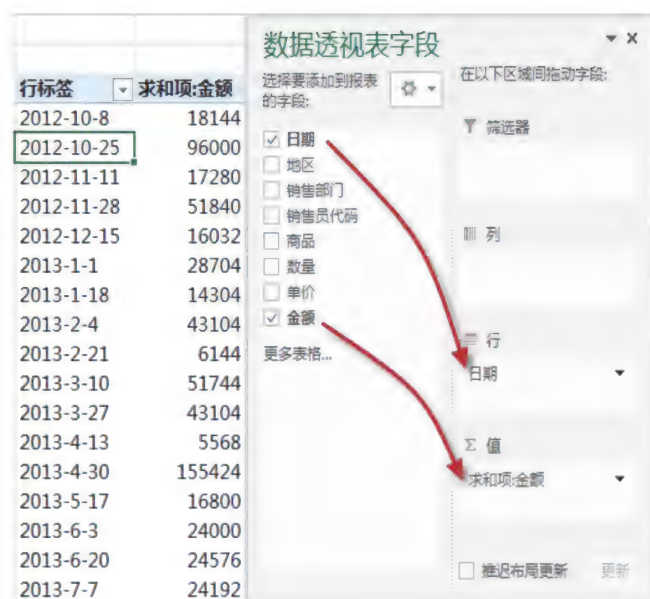 行标签 求和项:金额
2012-10-8 18144
2012-10-25 96000
2012-11-11 17280
2012-11-28 51840
2012-12-15 16032
2013-1-1 28704
2013-1-18 14304
2013-2-4 43104
2013-2-21 6144
2013-3-10 51744
2013-3-27 43104
2013-4-13 5568
2013-4-30 155424
2013-5-17 16800
2013-6-3 24000
2013-6-20 24576
2013-7-7 24192
数据透视表字段
选择要添加到报表
的字段:
日期
地区
销售部门
销售员代码
商品
数量
单价
金额
更多表格...
在以下区域间拖动字段:
筛选器
列
行
日期
Σ 值
求和项:金额
推迟布局更新 更新